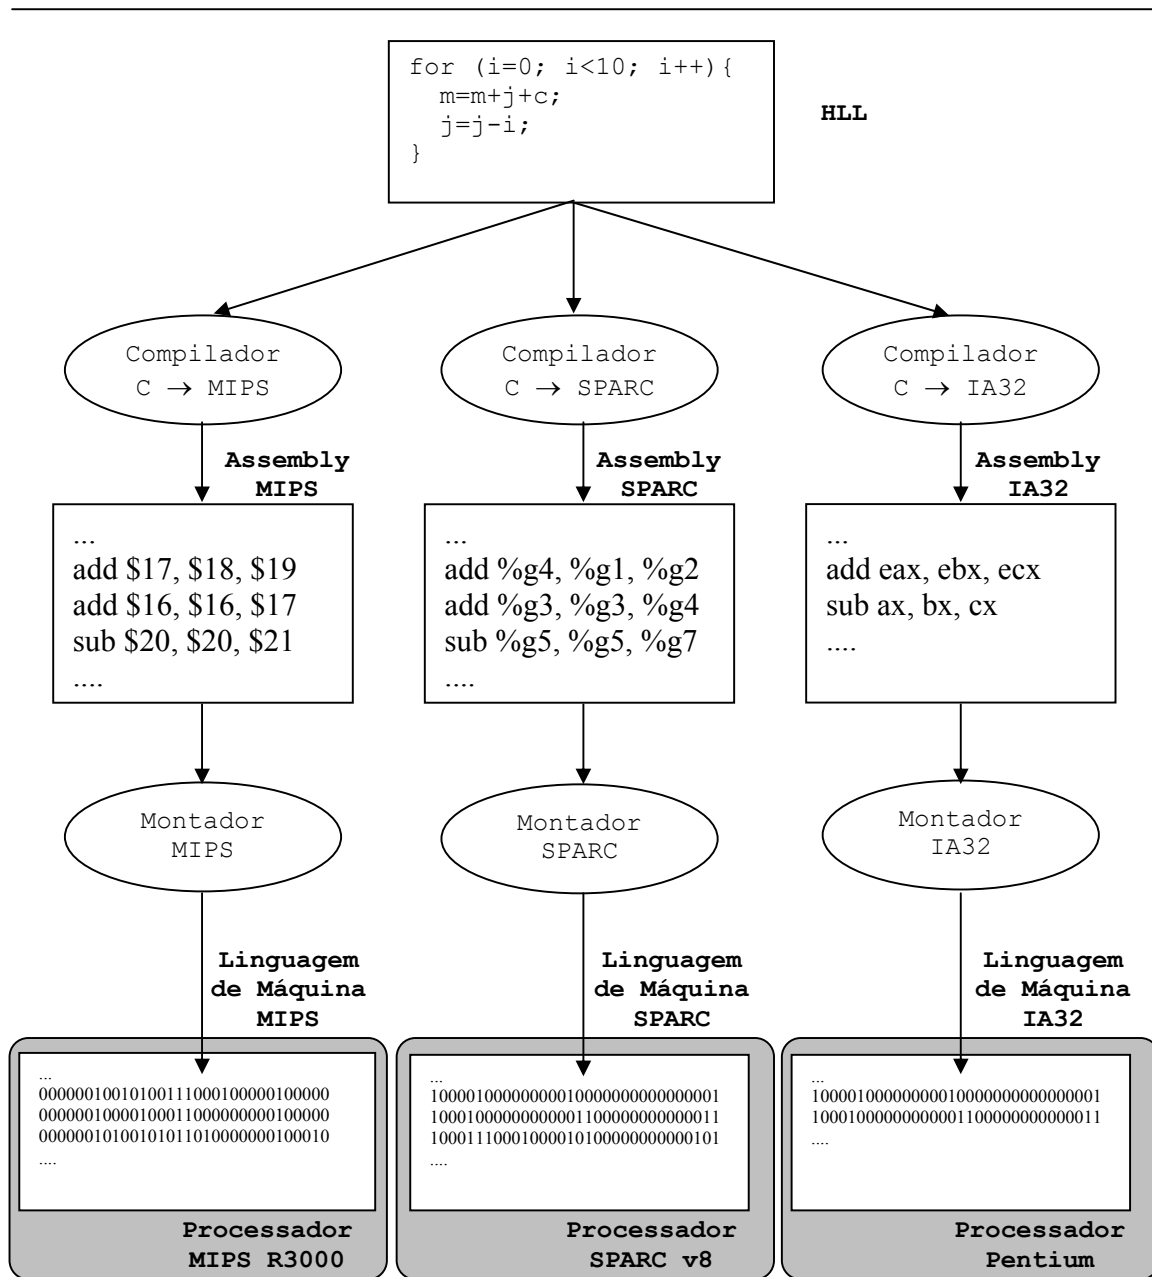 for (i=0; i<10; i++){
m=m+j+c;
j=j-i;
}
HLL
Compilador
C → MIPS
Compilador
C → SPARC
Compilador
C → IA32
Assembly
MIPS
Assembly
SPARC
Assembly
IA32
...
add $17, $18, $19
add $16, $16, $17
sub $20, $20, $21
....
...
add %g4, %g1, %g2
add %g3, %g3, %g4
sub %g5, %g5, %g7
....
...
add eax, ebx, ecx
sub ax, bx, cx
....
Montador
MIPS
Montador
SPARC
Montador
IA32
Linguagem
de Máquina
MIPS
Linguagem
de Máquina
SPARC
Linguagem
de Máquina
IA32
...
00000010010100111000100000100000
00000010000100011000000000100000
00000010100101011010000000100010
....
...
10000100000000010000000000000001
10001000000000001100000000000011
10001110001000010100000000000101
....
...
10000100000000010000000000000001
10001000000000001100000000000011
....
Processador
MIPS R3000
Processador
SPARC v8
Processador
Pentium